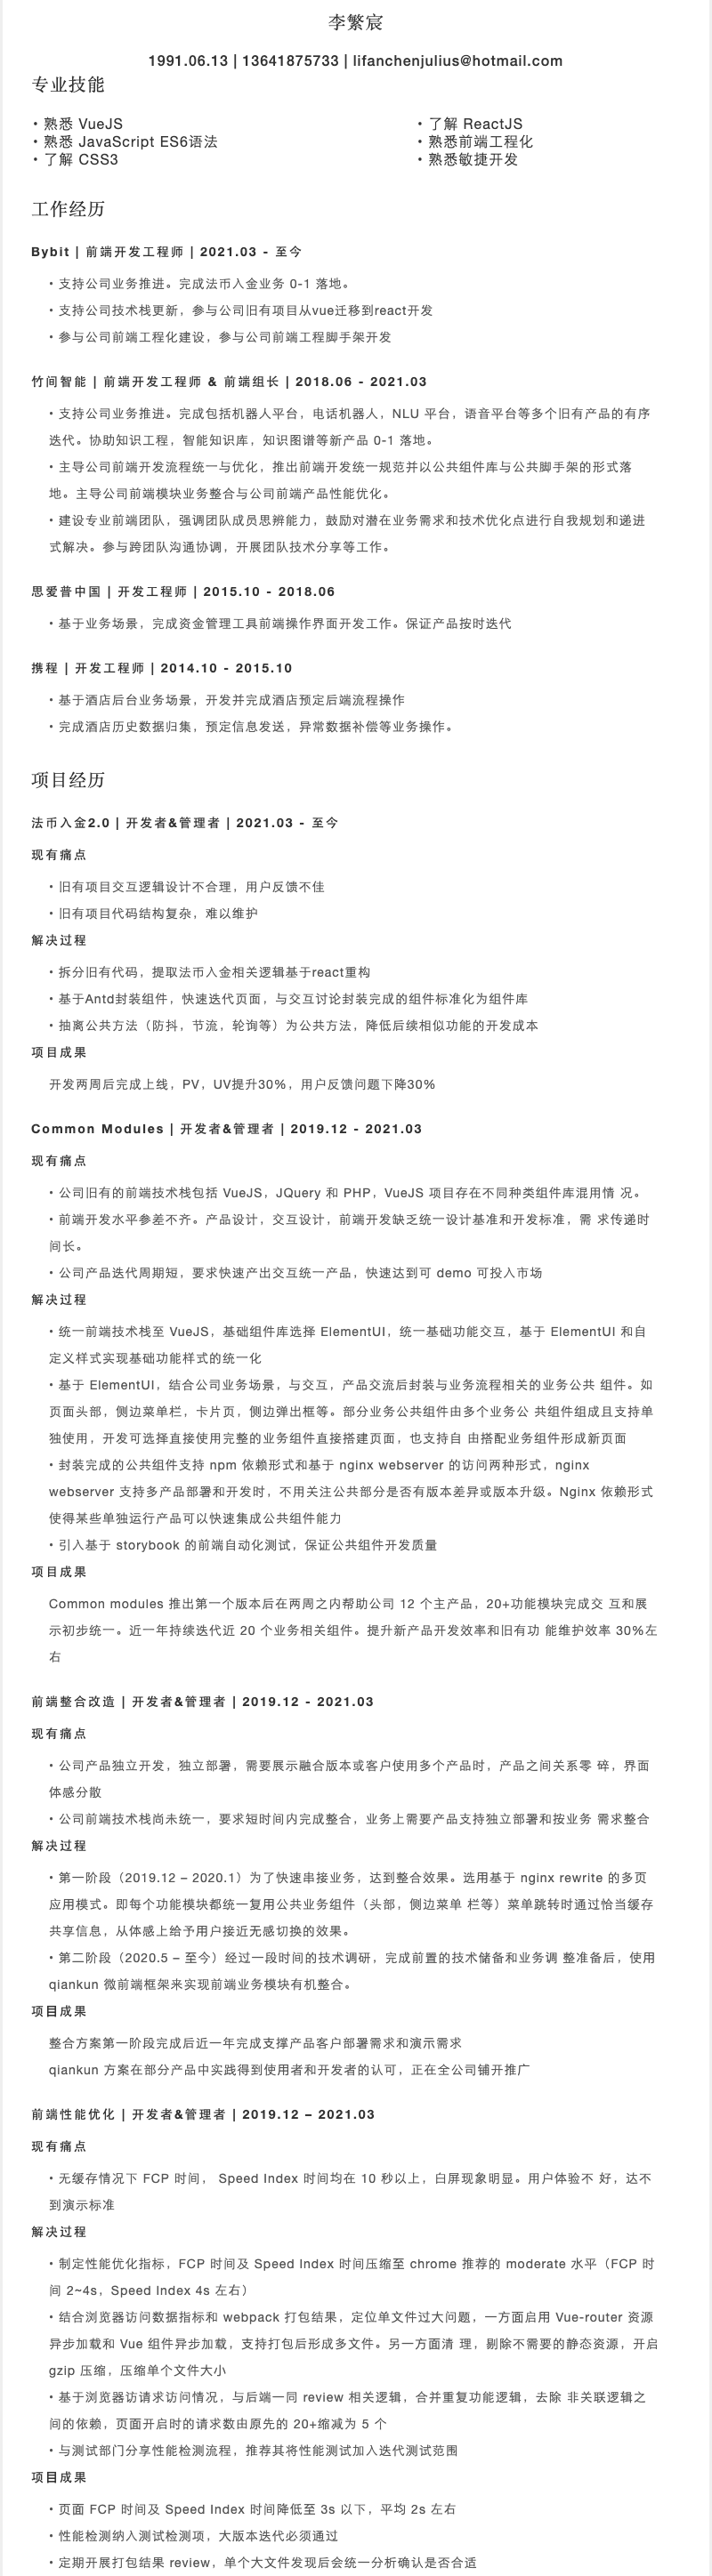 李繁宸
1991.06.13 | 13641875733 | lifanchenjulius@hotmail.com
专业技能
• 熟悉 VueJS
• 熟悉 JavaScript ES6语法
• 了解 CSS3
• 了解 ReactJS
• 熟悉前端工程化
• 熟悉敏捷开发
工作经历
Bybit | 前端开发工程师 | 2021.03 - 至今
• 支持公司业务推进。完成法币入金业务 0-1 落地。
• 支持公司技术栈更新，参与公司旧有项目从vue迁移到react开发
• 参与公司前端工程化建设，参与公司前端工程脚手架开发
竹间智能 | 前端开发工程师 & 前端组长 | 2018.06 - 2021.03
• 支持公司业务推进。完成包括机器人平台，电话机器人，NLU 平台，语音平台等多个旧有产品的有序
迭代。协助知识工程，智能知识库，知识图谱等新产品 0-1 落地。
• 主导公司前端开发流程统一与优化，推出前端开发统一规范并以公共组件库与公共脚手架的形式落
地。主导公司前端模块业务整合与公司前端产品性能优化。
• 建设专业前端团队，强调团队成员思辨能力，鼓励对潜在业务需求和技术优化点进行自我规划和递进
式解决。参与跨团队沟通协调，开展团队技术分享等工作。
思爱普中国 | 开发工程师 | 2015.10 - 2018.06
• 基于业务场景，完成资金管理工具前端操作界面开发工作。保证产品按时迭代
携程 | 开发工程师 | 2014.10 - 2015.10
• 基于酒店后台业务场景，开发并完成酒店预定后端流程操作
• 完成酒店历史数据归集，预定信息发送，异常数据补偿等业务操作。
项目经历
法币入金2.0 | 开发者&管理者 | 2021.03 - 至今
现有痛点
• 旧有项目交互逻辑设计不合理，用户反馈不佳
• 旧有项目代码结构复杂，难以维护
解决过程
• 拆分旧有代码，提取法币入金相关逻辑基于react重构
• 基于Antd封装组件，快速迭代页面，与交互讨论封装完成的组件标准化为组件库
• 抽离公共方法（防抖，节流，轮询等）为公共方法，降低后续相似功能的开发成本
项目成果
开发两周后完成上线，PV，UV提升30%，用户反馈问题下降30%
Common Modules | 开发者&管理者 | 2019.12 - 2021.03
现有痛点
• 公司旧有的前端技术栈包括 VueJS，JQuery 和 PHP，VueJS 项目存在不同种类组件库混用情 况。
• 前端开发水平参差不齐。产品设计，交互设计，前端开发缺乏统一设计基准和开发标准，需 求传递时
间长。
• 公司产品迭代周期短，要求快速产出交互统一产品，快速达到可 demo 可投入市场
解决过程
• 统一前端技术栈至 VueJS，基础组件库选择 ElementUI，统一基础功能交互，基于 ElementUI 和自
定义样式实现基础功能样式的统一化
• 基于 ElementUI，结合公司业务场景，与交互，产品交流后封装与业务流程相关的业务公共 组件。如
页面头部，侧边菜单栏，卡片页，侧边弹出框等。部分业务公共组件由多个业务公 共组件组成且支持单
独使用，开发可选择直接使用完整的业务组件直接搭建页面，也支持自 由搭配业务组件形成新页面
• 封装完成的公共组件支持 npm 依赖形式和基于 nginx webserver 的访问两种形式，nginx
webserver 支持多产品部署和开发时，不用关注公共部分是否有版本差异或版本升级。Nginx 依赖形式
使得某些单独运行产品可以快速集成公共组件能力
• 引入基于 storybook 的前端自动化测试，保证公共组件开发质量
项目成果
Common modules 推出第一个版本后在两周之内帮助公司 12 个主产品，20+功能模块完成交 互和展
示初步统一。近一年持续迭代近 20 个业务相关组件。提升新产品开发效率和旧有功 能维护效率 30%左
右
前端整合改造 | 开发者&管理者 | 2019.12 - 2021.03
现有痛点
• 公司产品独立开发，独立部署，需要展示融合版本或客户使用多个产品时，产品之间关系零 碎，界面
体感分散
• 公司前端技术栈尚未统一，要求短时间内完成整合，业务上需要产品支持独立部署和按业务 需求整合
解决过程
• 第一阶段（2019.12 – 2020.1）为了快速串接业务，达到整合效果。选用基于 nginx rewrite 的多页
应用模式。即每个功能模块都统一复用公共业务组件（头部，侧边菜单 栏等）菜单跳转时通过恰当缓存
共享信息，从体感上给予用户接近无感切换的效果。
• 第二阶段（2020.5 – 至今）经过一段时间的技术调研，完成前置的技术储备和业务调 整准备后，使用
qiankun 微前端框架来实现前端业务模块有机整合。
项目成果
整合方案第一阶段完成后近一年完成支撑产品客户部署需求和演示需求
qiankun 方案在部分产品中实践得到使用者和开发者的认可，正在全公司铺开推广
前端性能优化 | 开发者&管理者 | 2019.12 – 2021.03
现有痛点
• 无缓存情况下 FCP 时间， Speed Index 时间均在 10 秒以上，白屏现象明显。用户体验不 好，达不
到演示标准
解决过程
• 制定性能优化指标，FCP 时间及 Speed Index 时间压缩至 chrome 推荐的 moderate 水平（FCP 时
间 2~4s，Speed Index 4s 左右）
• 结合浏览器访问数据指标和 webpack 打包结果，定位单文件过大问题，一方面启用 Vue-router 资源
异步加载和 Vue 组件异步加载，支持打包后形成多文件。另一方面清 理，剔除不需要的静态资源，开启
gzip 压缩，压缩单个文件大小
• 基于浏览器访请求访问情况，与后端一同 review 相关逻辑，合并重复功能逻辑，去除 非关联逻辑之
间的依赖，页面开启时的请求数由原先的 20+缩减为 5 个
• 与测试部门分享性能检测流程，推荐其将性能测试加入迭代测试范围
项目成果
• 页面 FCP 时间及 Speed Index 时间降低至 3s 以下，平均 2s 左右
• 性能检测纳入测试检测项，大版本迭代必须通过
• 定期开展打包结果 review，单个大文件发现后会统一分析确认是否合适